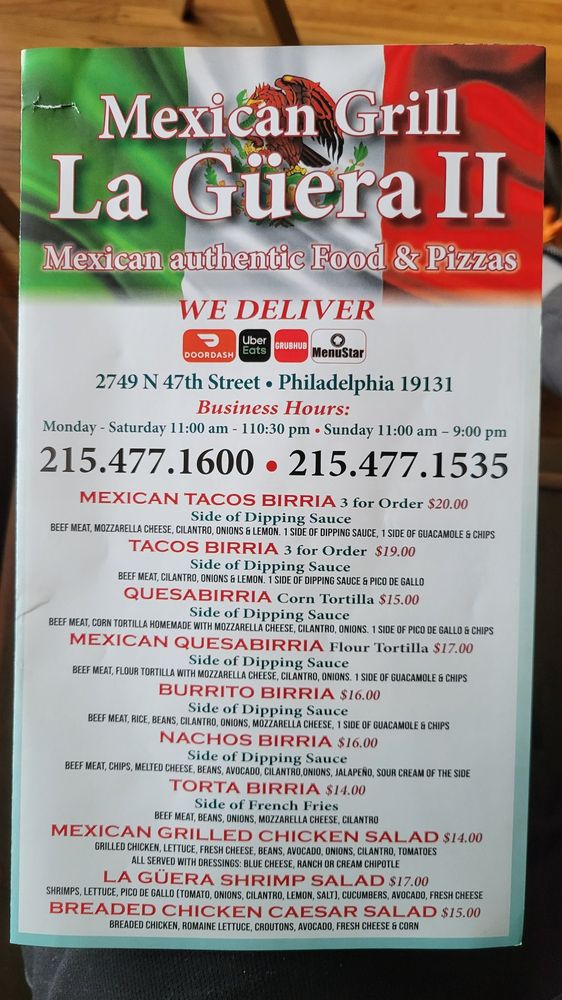 Mexican Grill
La Güera II
Mexican authentic Food & Pizzas
WE DELIVER
DOORDASH Uber Eats GRUBHUB MenuStar
2749 N 47th Street • Philadelphia 19131
Business Hours:
Monday - Saturday 11:00 am - 110:30 pm • Sunday 11:00 am – 9:00 pm
215.477.1600 • 215.477.1535
MEXICAN TACOS BIRRIA 3 for Order $20.00
Side of Dipping Sauce
BEEF MEAT, MOZZARELLA CHEESE, CILANTRO, ONIONS & LEMON. 1 SIDE OF DIPPING SAUCE, 1 SIDE OF GUACAMOLE & CHIPS
TACOS BIRRIA 3 for Order $19.00
Side of Dipping Sauce
BEEF MEAT, CILANTRO, ONIONS & LEMON. 1 SIDE OF DIPPING SAUCE & PICO DE GALLO
QUESABIRRIA Corn Tortilla $15.00
Side of Dipping Sauce
BEEF MEAT, CORN TORTILLA HOMEMADE WITH MOZZARELLA CHEESE, CILANTRO, ONIONS. 1 SIDE OF PICO DE GALLO & CHIPS
MEXICAN QUESABIRRIA Flour Tortilla $17.00
Side of Dipping Sauce
BEEF MEAT, FLOUR TORTILLA WITH MOZZARELLA CHEESE, CILANTRO, ONIONS. 1 SIDE OF GUACAMOLE & CHIPS
BURRITO BIRRIA $16.00
Side of Dipping Sauce
BEEF MEAT, RICE, BEANS, CILANTRO, ONIONS, MOZZARELLA CHEESE, 1 SIDE OF GUACAMOLE & CHIPS
NACHOS BIRRIA $16.00
Side of Dipping Sauce
BEEF MEAT, CHIPS, MELTED CHEESE, BEANS, AVOCADO, CILANTRO,ONIONS, JALAPEÑO, SOUR CREAM OF THE SIDE
TORTA BIRRIA $14.00
Side of French Fries
BEEF MEAT, BEANS, ONIONS, MOZZARELLA CHEESE, CILANTRO
MEXICAN GRILLED CHICKEN SALAD $14.00
GRILLED CHICKEN, LETTUCE, FRESH CHEESE, BEANS, AVOCADO, ONIONS, CILANTRO, TOMATOES
ALL SERVED WITH DRESSINGS: BLUE CHEESE, RANCH OR CREAM CHIPOTLE
LA GÜERA SHRIMP SALAD $17.00
SHRIMPS, LETTUCE, PICO DE GALLO (TOMATO, ONIONS, CILANTRO, LEMON, SALT), CUCUMBERS, AVOCADO, FRESH CHEESE
BREADED CHICKEN CAESAR SALAD $15.00
BREADED CHICKEN, ROMAINE LETTUCE, CROUTONS, AVOCADO, FRESH CHEESE & CORN